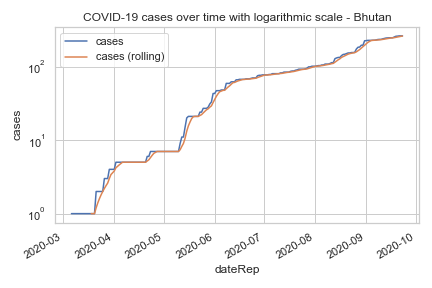 COVID-19 cases over time with logarithmic scale - Bhutan
cases
cases (rolling)
10²
10¹
10⁰
cases
2020-03
2020-04
2020-05
2020-06
2020-07
2020-08
2020-09
2020-10
dateRep